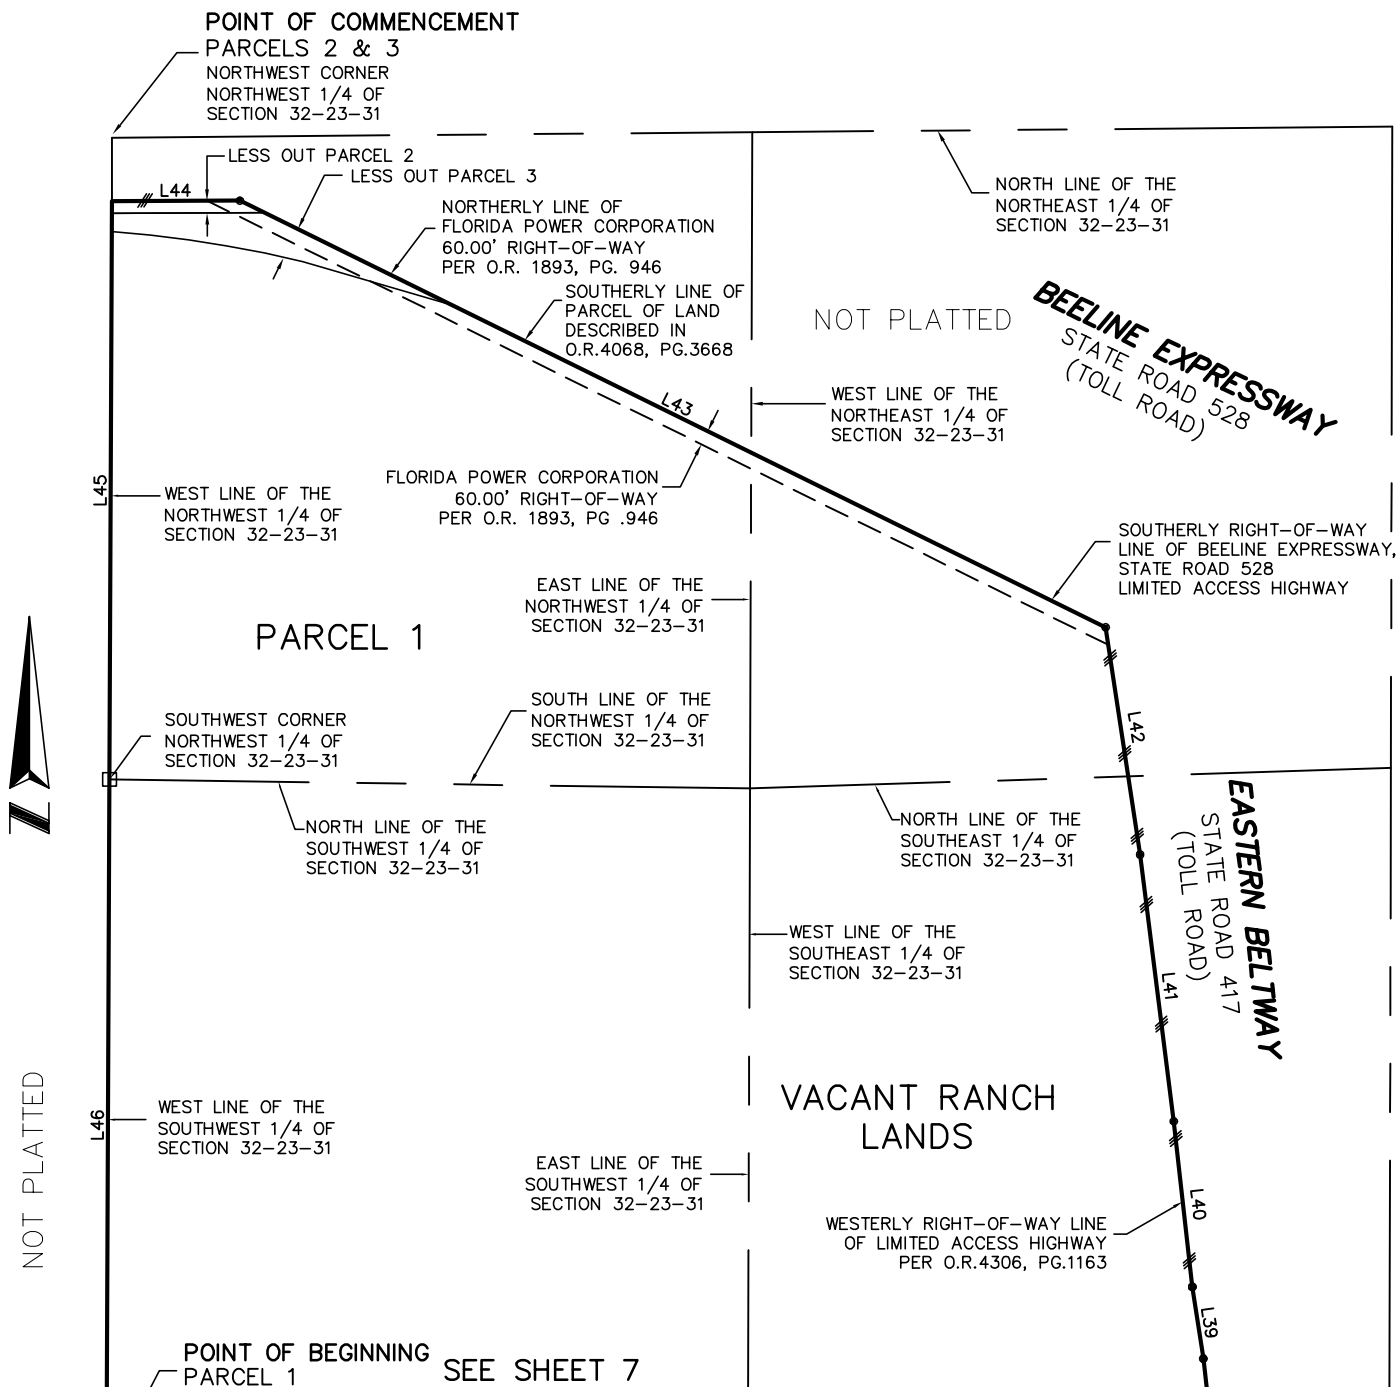 POINT OF COMMENCEMENT
PARCELS 2 & 3
NORTHWEST CORNER
NORTHWEST 1/4 OF
SECTION 32-23-31
LESS OUT PARCEL 2
LESS OUT PARCEL 3
L44
NORTHERLY LINE OF
FLORIDA POWER CORPORATION
60.00' RIGHT-OF-WAY
PER O.R. 1893, PG. 946
NORTH LINE OF THE
NORTHEAST 1/4 OF
SECTION 32-23-31
SOUTHERLY LINE OF
PARCEL OF LAND
DESCRIBED IN
O.R.4068, PG.3668
NOT PLATTED
BEELINE EXPRESSWAY
STATE ROAD 528
(TOLL ROAD)
L43
WEST LINE OF THE
NORTHEAST 1/4 OF
SECTION 32-23-31
L45
WEST LINE OF THE
NORTHWEST 1/4 OF
SECTION 32-23-31
FLORIDA POWER CORPORATION
60.00' RIGHT-OF-WAY
PER O.R. 1893, PG .946
SOUTHERLY RIGHT-OF-WAY
LINE OF BEELINE EXPRESSWAY,
STATE ROAD 528
LIMITED ACCESS HIGHWAY
EAST LINE OF THE
NORTHWEST 1/4 OF
SECTION 32-23-31
PARCEL 1
SOUTHWEST CORNER
NORTHWEST 1/4 OF
SECTION 32-23-31
SOUTH LINE OF THE
NORTHWEST 1/4 OF
SECTION 32-23-31
L42
N
NORTH LINE OF THE
SOUTHWEST 1/4 OF
SECTION 32-23-31
NORTH LINE OF THE
SOUTHEAST 1/4 OF
SECTION 32-23-31
EASTERN BELTWAY
STATE ROAD 417
(TOLL ROAD)
WEST LINE OF THE
SOUTHEAST 1/4 OF
SECTION 32-23-31
L41
NOT PLATTED
L46
WEST LINE OF THE
SOUTHWEST 1/4 OF
SECTION 32-23-31
VACANT RANCH
LANDS
EAST LINE OF THE
SOUTHWEST 1/4 OF
SECTION 32-23-31
L40
WESTERLY RIGHT-OF-WAY LINE
OF LIMITED ACCESS HIGHWAY
PER O.R.4306, PG.1163
L39
POINT OF BEGINNING
PARCEL 1
SEE SHEET 7